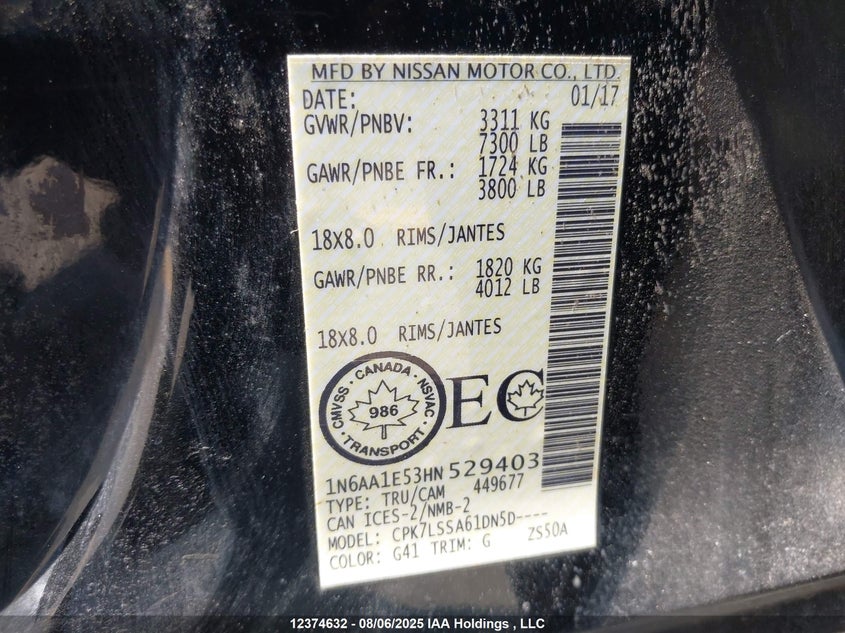 MFD BY NISSAN MOTOR CO., LTD.
DATE: 01/17
GVWR/PNBV: 3311 KG
7300 LB
GAWR/PNBE FR.: 1724 KG
3800 LB
18X8.0 RIMS/JANTES
GAWR/PNBE RR.: 1820 KG
4012 LB
18X8.0 RIMS/JANTES
CMVSS · CANADA · NSVAC
986
· TRANSPORT ·
EC
1N6AA1E53HN529403
TYPE: TRU/CAM 449677
CAN ICES-2/NMB-2
MODEL: CPK7LSSA61DN5D----
COLOR: G41 TRIM: G ZS50A
12374632 - 08/06/2025 IAA Holdings , LLC